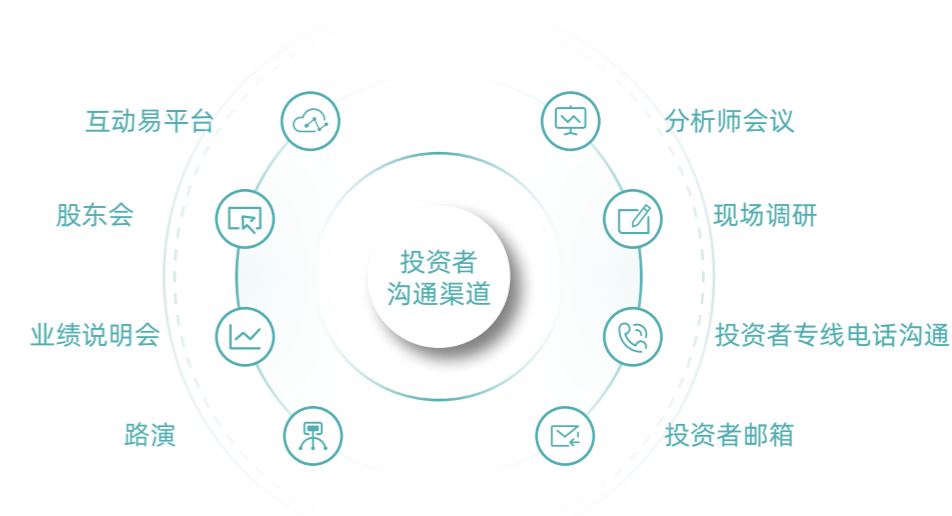 互动易平台
分析师会议
股东会
现场调研
投资者
沟通渠道
业绩说明会
投资者专线电话沟通
路演
投资者邮箱